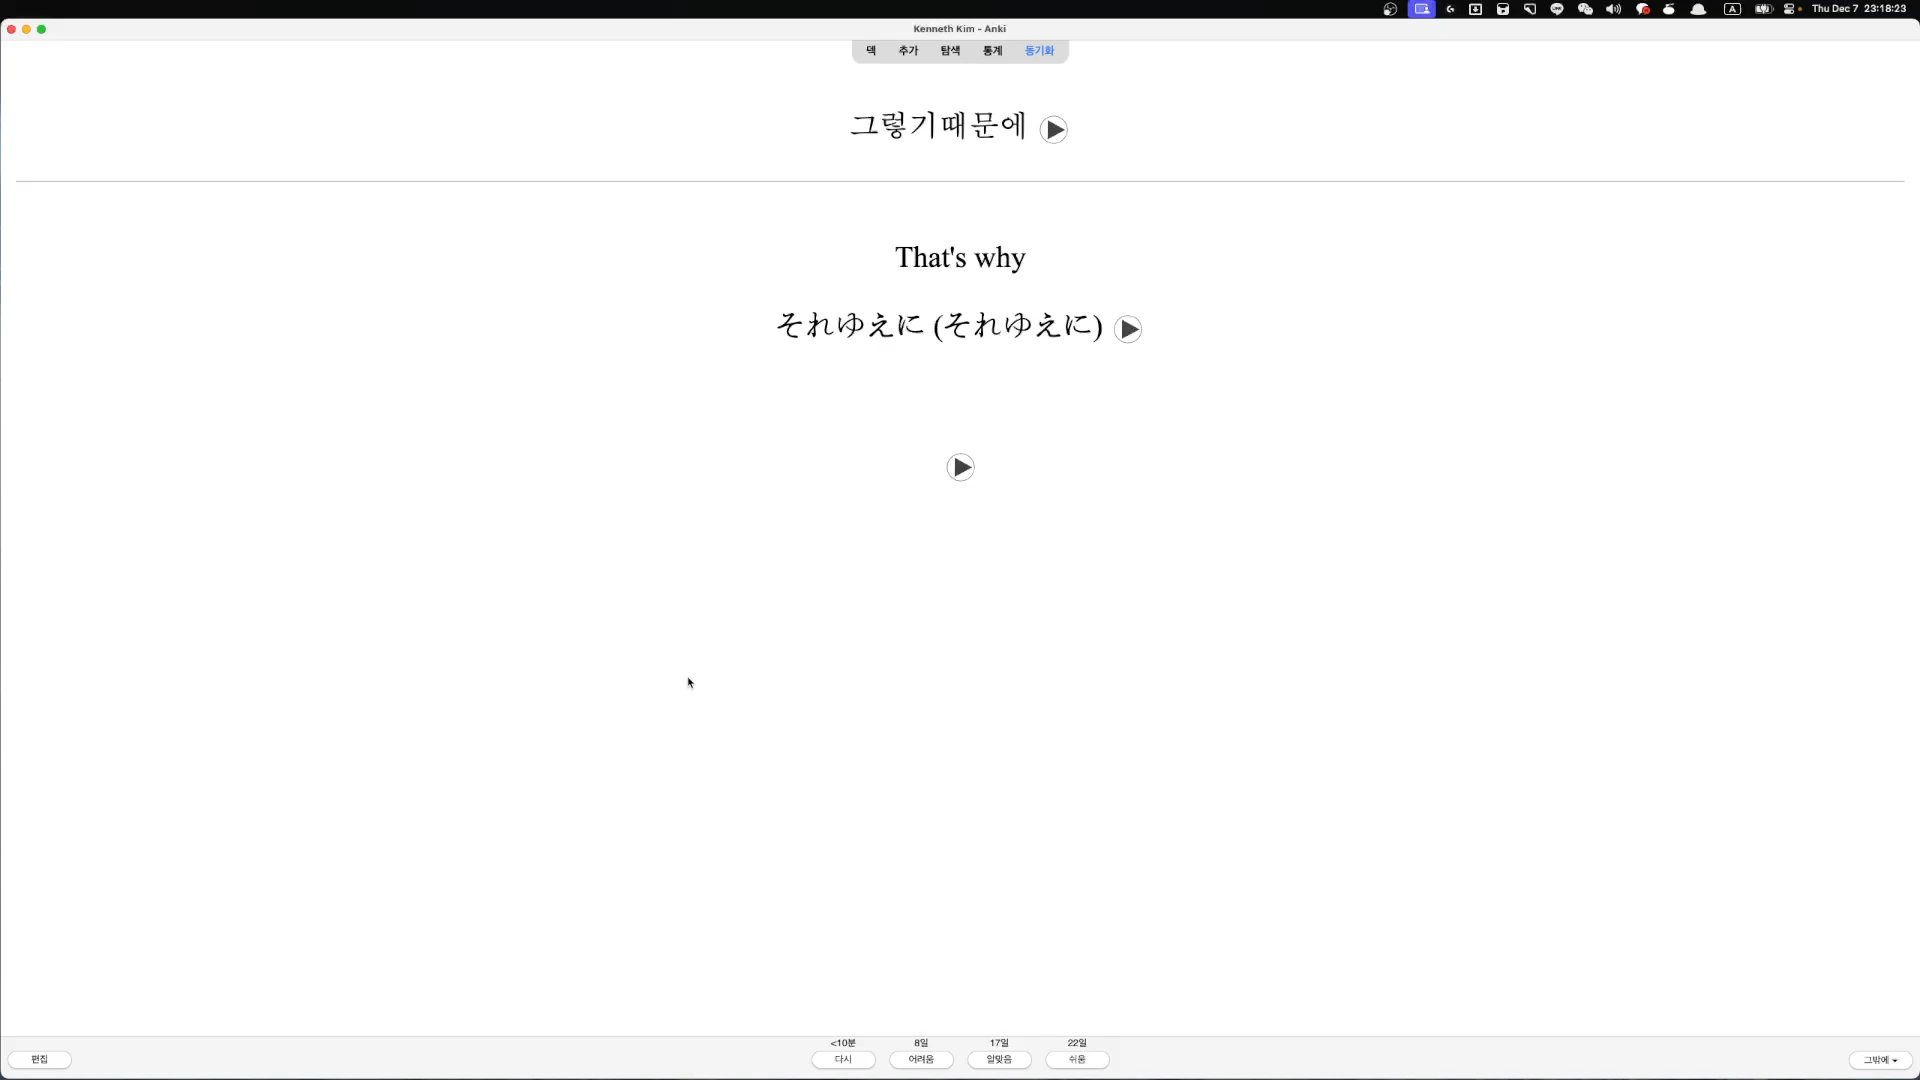 Thu Dec 7 23:18:23
Kenneth Kim - Anki
덱 추가 탐색 통계 동기화
그렇기때문에
That's why
それゆえに (それゆえに)
<10분 8일 17일 22일
편집 다시 어려움 알맞음 쉬움 그밖에